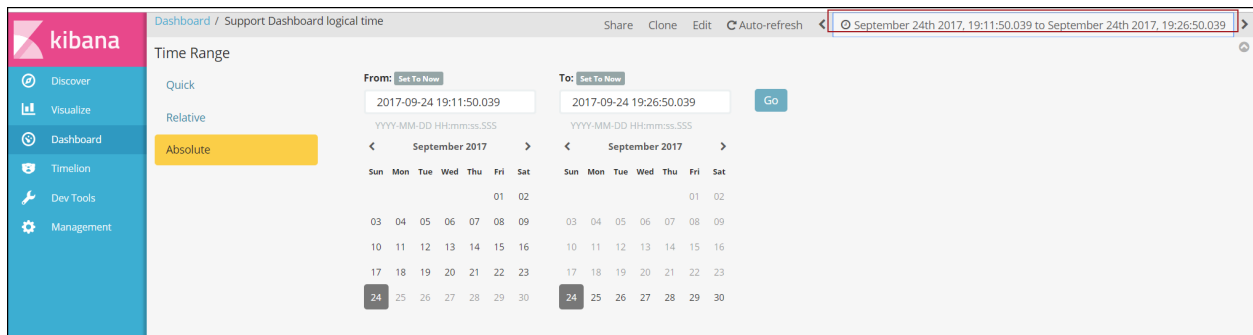 kibana
Discover
Visualize
Dashboard
Timelion
Dev Tools
Management
Dashboard / Support Dashboard logical time
Share Clone Edit Auto-refresh September 24th 2017, 19:11:50.039 to September 24th 2017, 19:26:50.039
Time Range
Quick
Relative
Absolute
From: Set To Now
2017-09-24 19:11:50.039
YYYY-MM-DD HH:mm:ss.SSS
September 2017
Sun Mon Tue Wed Thu Fri Sat
01 02
03 04 05 06 07 08 09
10 11 12 13 14 15 16
17 18 19 20 21 22 23
24 25 26 27 28 29 30
To: Set To Now
2017-09-24 19:26:50.039
YYYY-MM-DD HH:mm:ss.SSS
September 2017
Sun Mon Tue Wed Thu Fri Sat
01 02
03 04 05 06 07 08 09
10 11 12 13 14 15 16
17 18 19 20 21 22 23
24 25 26 27 28 29 30
Go